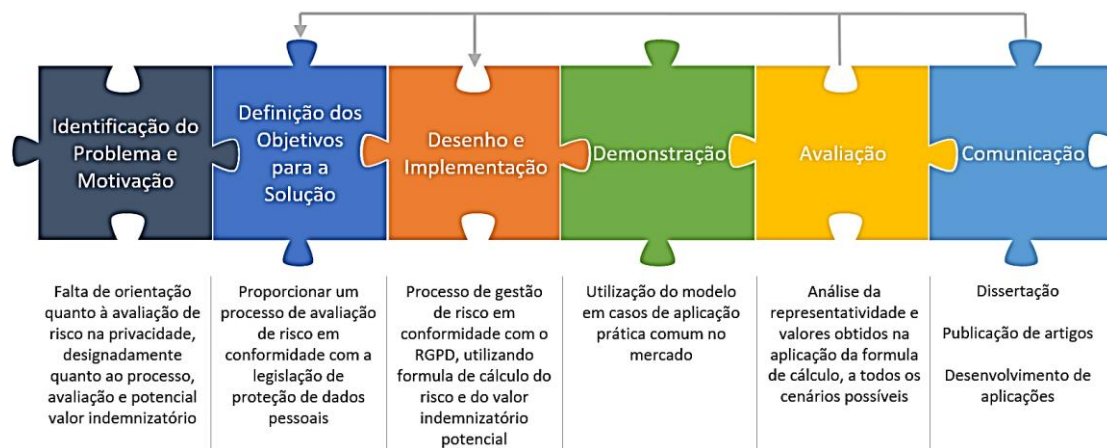 Identificação do
Problema e
Motivação
Definição dos
Objetivos
para a
Solução
Desenho e
Implementação
Demonstração
Avaliação
Comunicação
Falta de orientação
quanto à avaliação de
risco na privacidade,
designadamente
quanto ao processo,
avaliação e potencial
valor indemnizatório
Proporcionar um
processo de avaliação
de risco em
conformidade com a
legislação de
proteção de dados
pessoais
Processo de gestão
de risco em
conformidade com o
RGPD, utilizando
formula de cálculo do
risco e do valor
indemnizatório
potencial
Utilização do modelo
em casos de aplicação
prática comum no
mercado
Análise da
representatividade e
valores obtidos na
aplicação da formula
de cálculo, a todos os
cenários possíveis
Dissertação
Publicação de artigos
Desenvolvimento de
aplicações